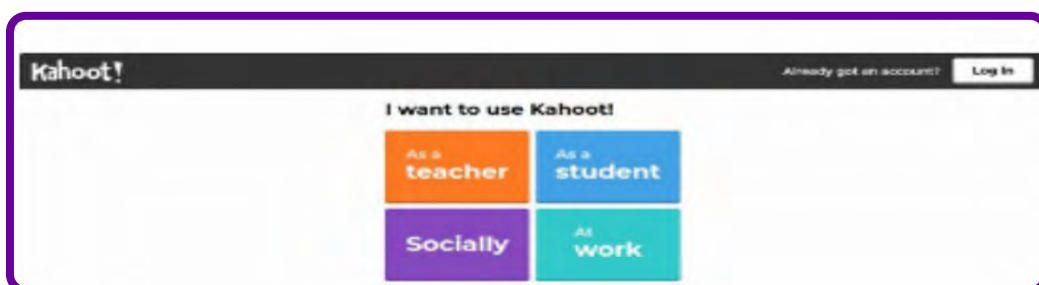 Kahoot!
Already got an account? Log in
I want to use Kahoot!
As a
teacher
As a
student
Socially
At
work